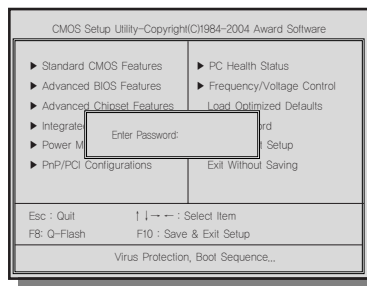 CMOS Setup Utility-Copyright(C)1984-2004 Award Software
▶ Standard CMOS Features
▶ Advanced BIOS Features
▶ Advanced Chipset Features
▶ Integrate
▶ Power M
▶ PnP/PCI Configurations
▶ PC Health Status
▶ Frequency/Voltage Control
Load Optimized Defaults
rd
t Setup
Exit Without Saving
Enter Password:
Esc : Quit ↑↓→←: Select Item
F8: Q-Flash F10 : Save & Exit Setup
Virus Protection, Boot Sequence...